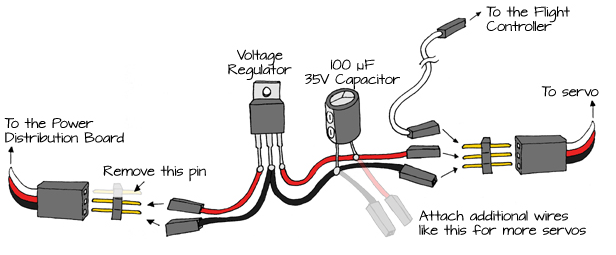 To the Flight
Controller
Voltage
Regulator
100 µF
35V Capacitor
To servo
To the Power
Distribution Board
Remove this pin
Attach additional wires
like this for more servos